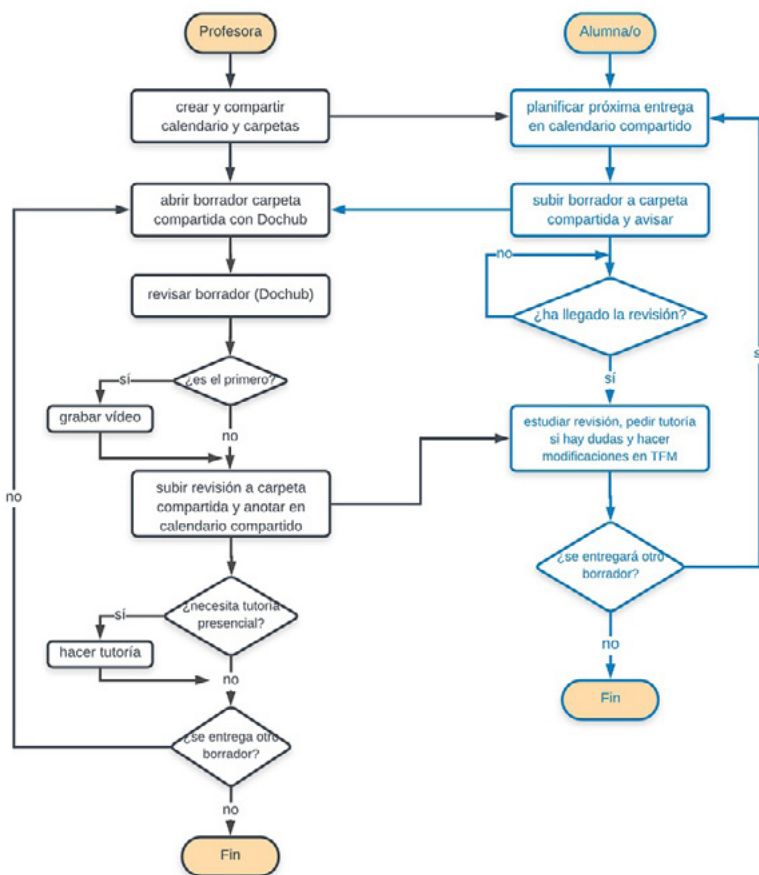 Profesora
crear y compartir
calendario y carpetas
abrir borrador carpeta
compartida con Dochub
revisar borrador (Dochub)
¿es el primero?
sí
grabar vídeo
no
subir revisión a carpeta
compartida y anotar en
calendario compartido
¿necesita tutoría
presencial?
sí
hacer tutoría
no
¿se entrega otro
borrador?
no
no
Fin
Alumna/o
planificar próxima entrega
en calendario compartido
subir borrador a carpeta
compartida y avisar
no
¿ha llegado la revisión?
sí
estudiar revisión, pedir tutoría
si hay dudas y hacer
modificaciones en TFM
¿se entregará otro
borrador?
no
Fin